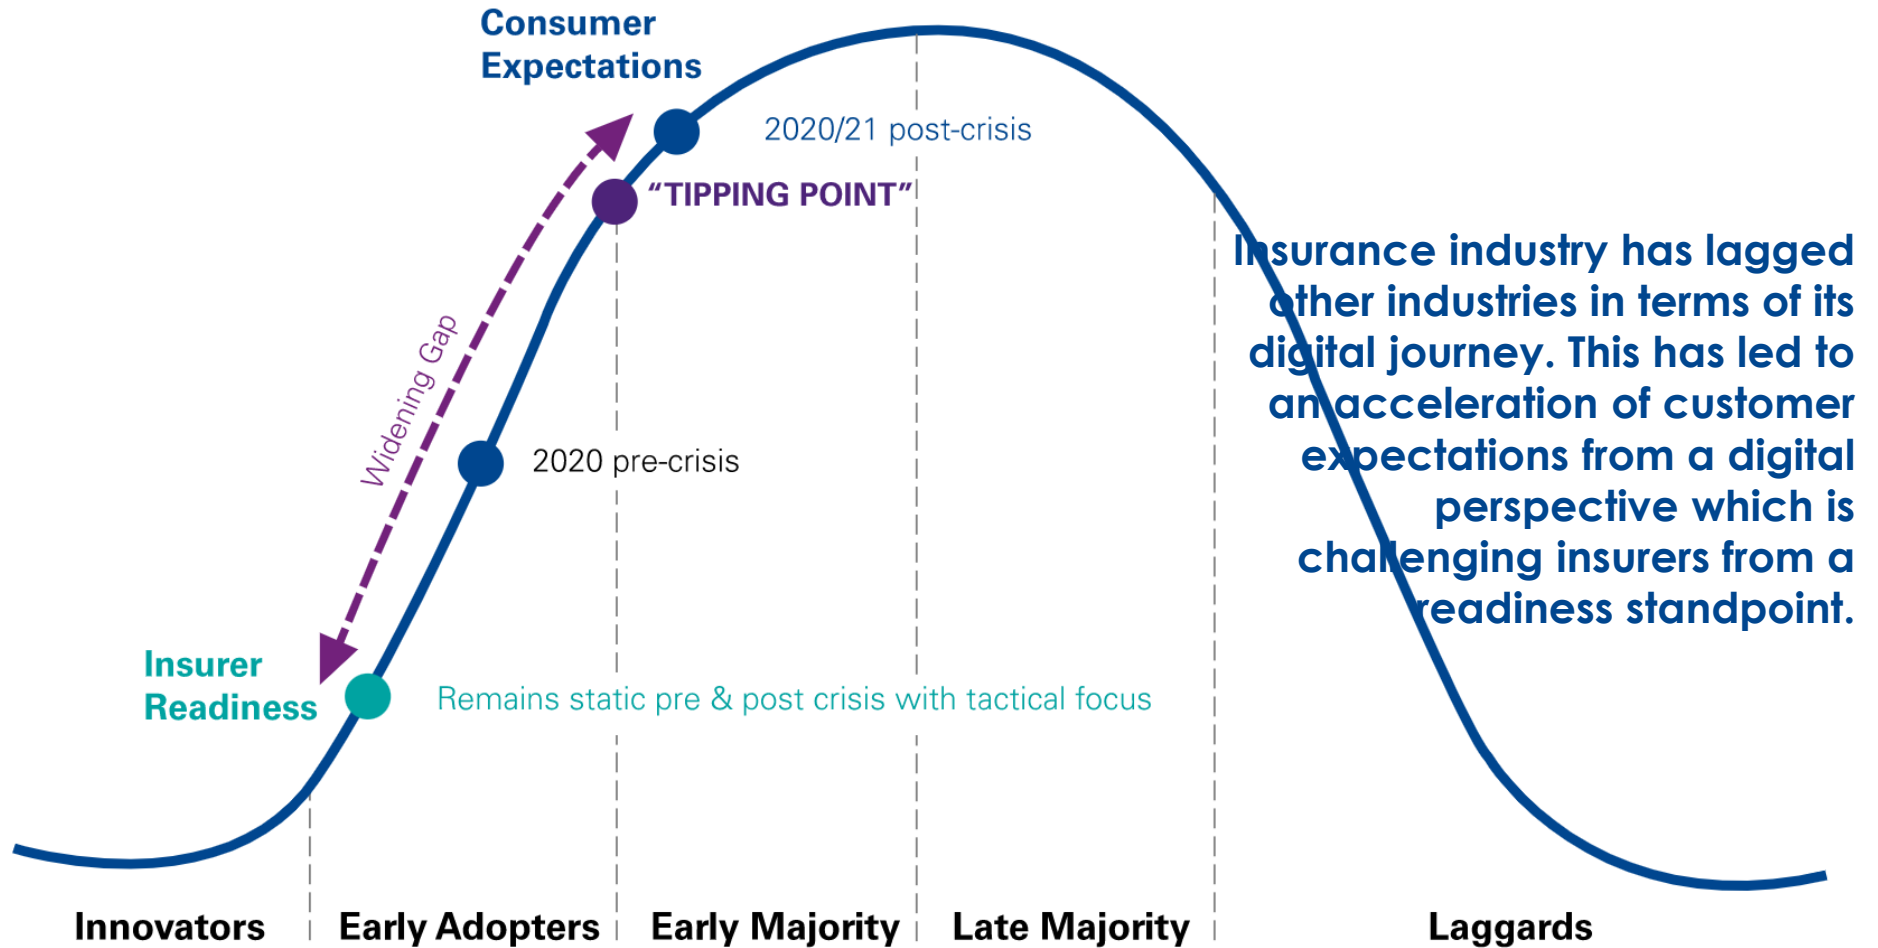 Consumer
Expectations
2020/21 post-crisis
“TIPPING POINT”
Widening Gap
2020 pre-crisis
Insurer
Readiness
Remains static pre & post crisis with tactical focus
Insurance industry has lagged
other industries in terms of its
digital journey. This has led to
an acceleration of customer
expectations from a digital
perspective which is
challenging insurers from a
readiness standpoint.
Innovators
Early Adopters
Early Majority
Late Majority
Laggards